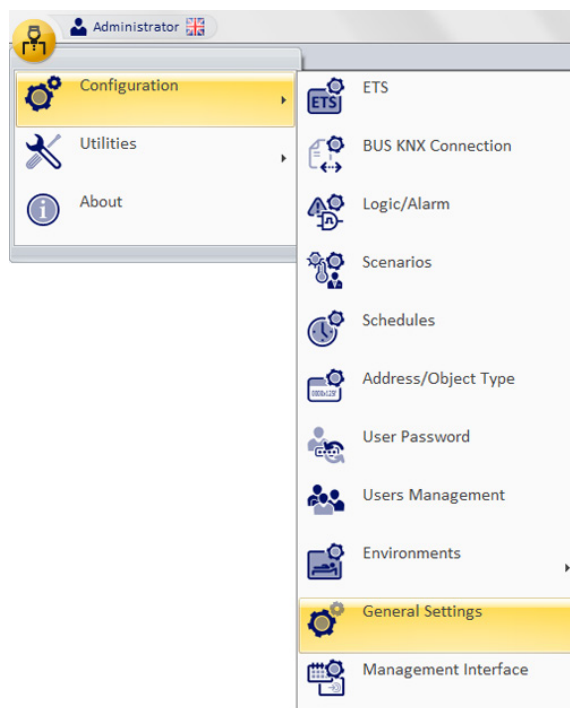 Administrator
Configuration
Utilities
About
ETS
ETS
BUS KNX Connection
Logic/Alarm
Scenarios
Schedules
Address/Object Type
User Password
Users Management
Environments
General Settings
Management Interface